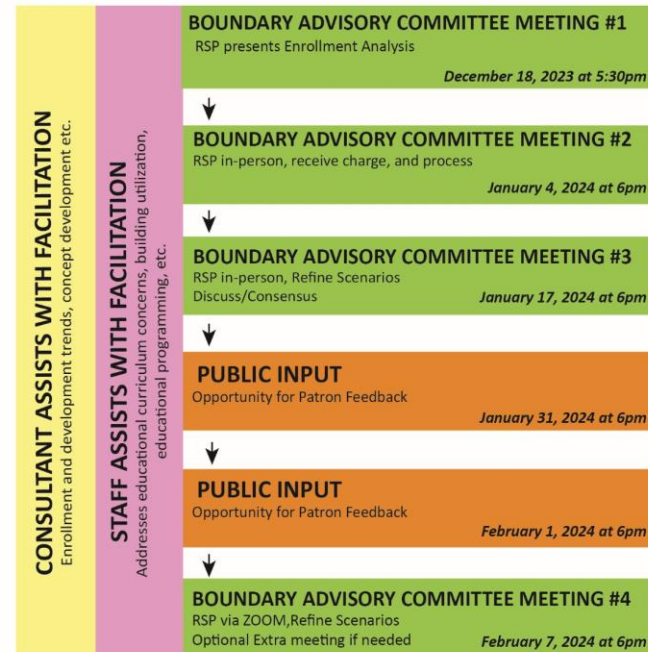 CONSULTANT ASSISTS WITH FACILITATION
Enrollment and development trends, concept development etc.
STAFF ASSISTS WITH FACILITATION
Addresses educational curriculum concerns, building utilization,
educational programming, etc.
BOUNDARY ADVISORY COMMITTEE MEETING #1
RSP presents Enrollment Analysis
December 18, 2023 at 5:30pm
BOUNDARY ADVISORY COMMITTEE MEETING #2
RSP in-person, receive charge, and process
January 4, 2024 at 6pm
BOUNDARY ADVISORY COMMITTEE MEETING #3
RSP in-person, Refine Scenarios
Discuss/Consensus
January 17, 2024 at 6pm
PUBLIC INPUT
Opportunity for Patron Feedback
January 31, 2024 at 6pm
PUBLIC INPUT
Opportunity for Patron Feedback
February 1, 2024 at 6pm
BOUNDARY ADVISORY COMMITTEE MEETING #4
RSP via ZOOM,Refine Scenarios
Optional Extra meeting if needed
February 7, 2024 at 6pm